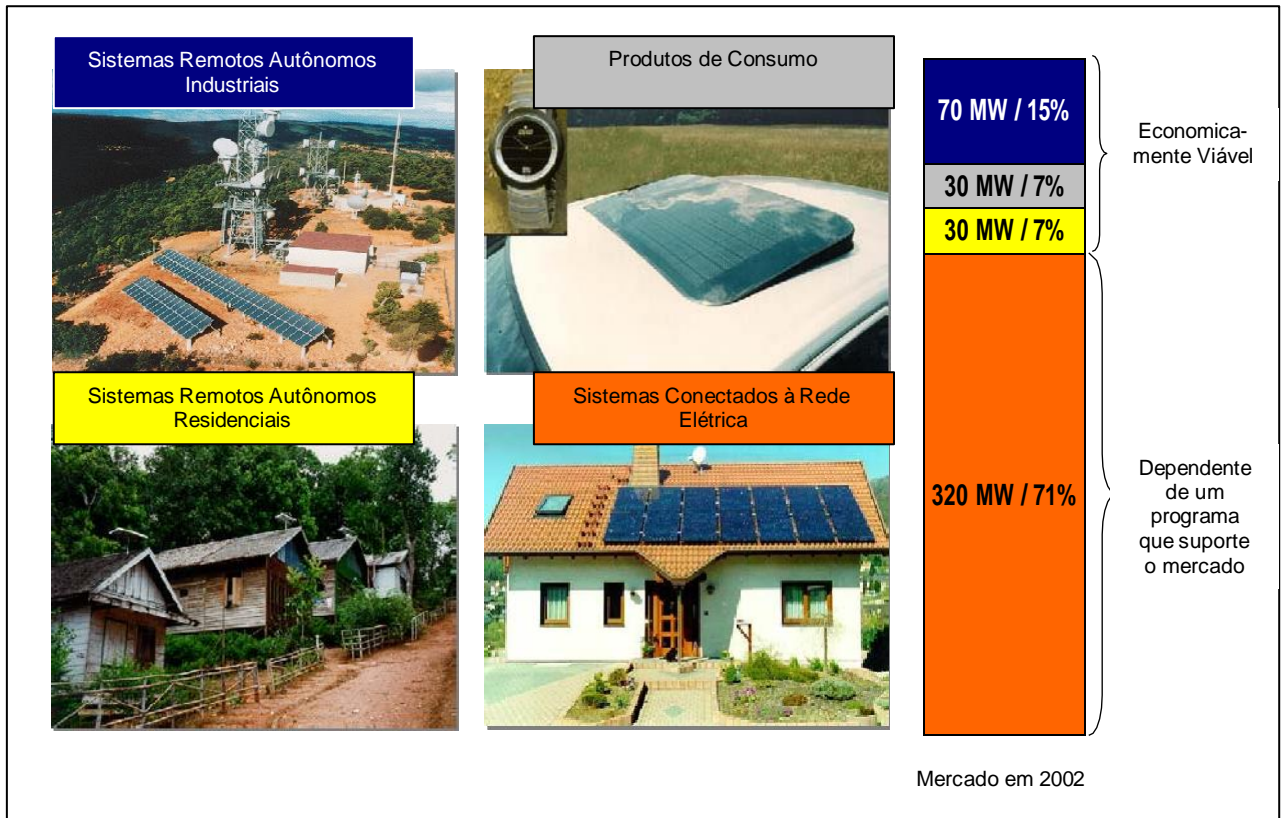 Sistemas Remotos Autônomos
Industriais
Produtos de Consumo
Sistemas Remotos Autônomos
Residenciais
Sistemas Conectados à Rede
Elétrica
70 MW / 15%
30 MW / 7%
30 MW / 7%
320 MW / 71%
Economica-
mente Viável
Dependente
de um
programa
que suporte
o mercado
Mercado em 2002